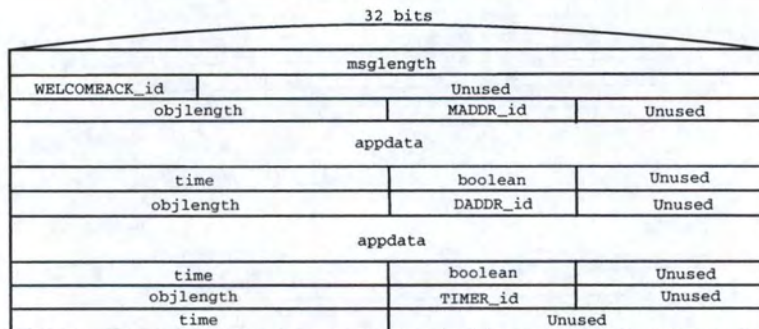 32 bits
msglength
WELCOMEACK_id Unused
objlength MADDR_id Unused
appdata
time boolean Unused
objlength DADDR_id Unused
appdata
time boolean Unused
objlength TIMER_id Unused
time Unused